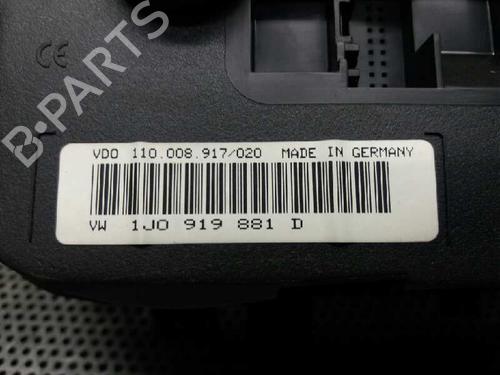 CE
B-PARTS
VDO 110.008.917/020 MADE IN GERMANY
VW 1J0 919 881 D